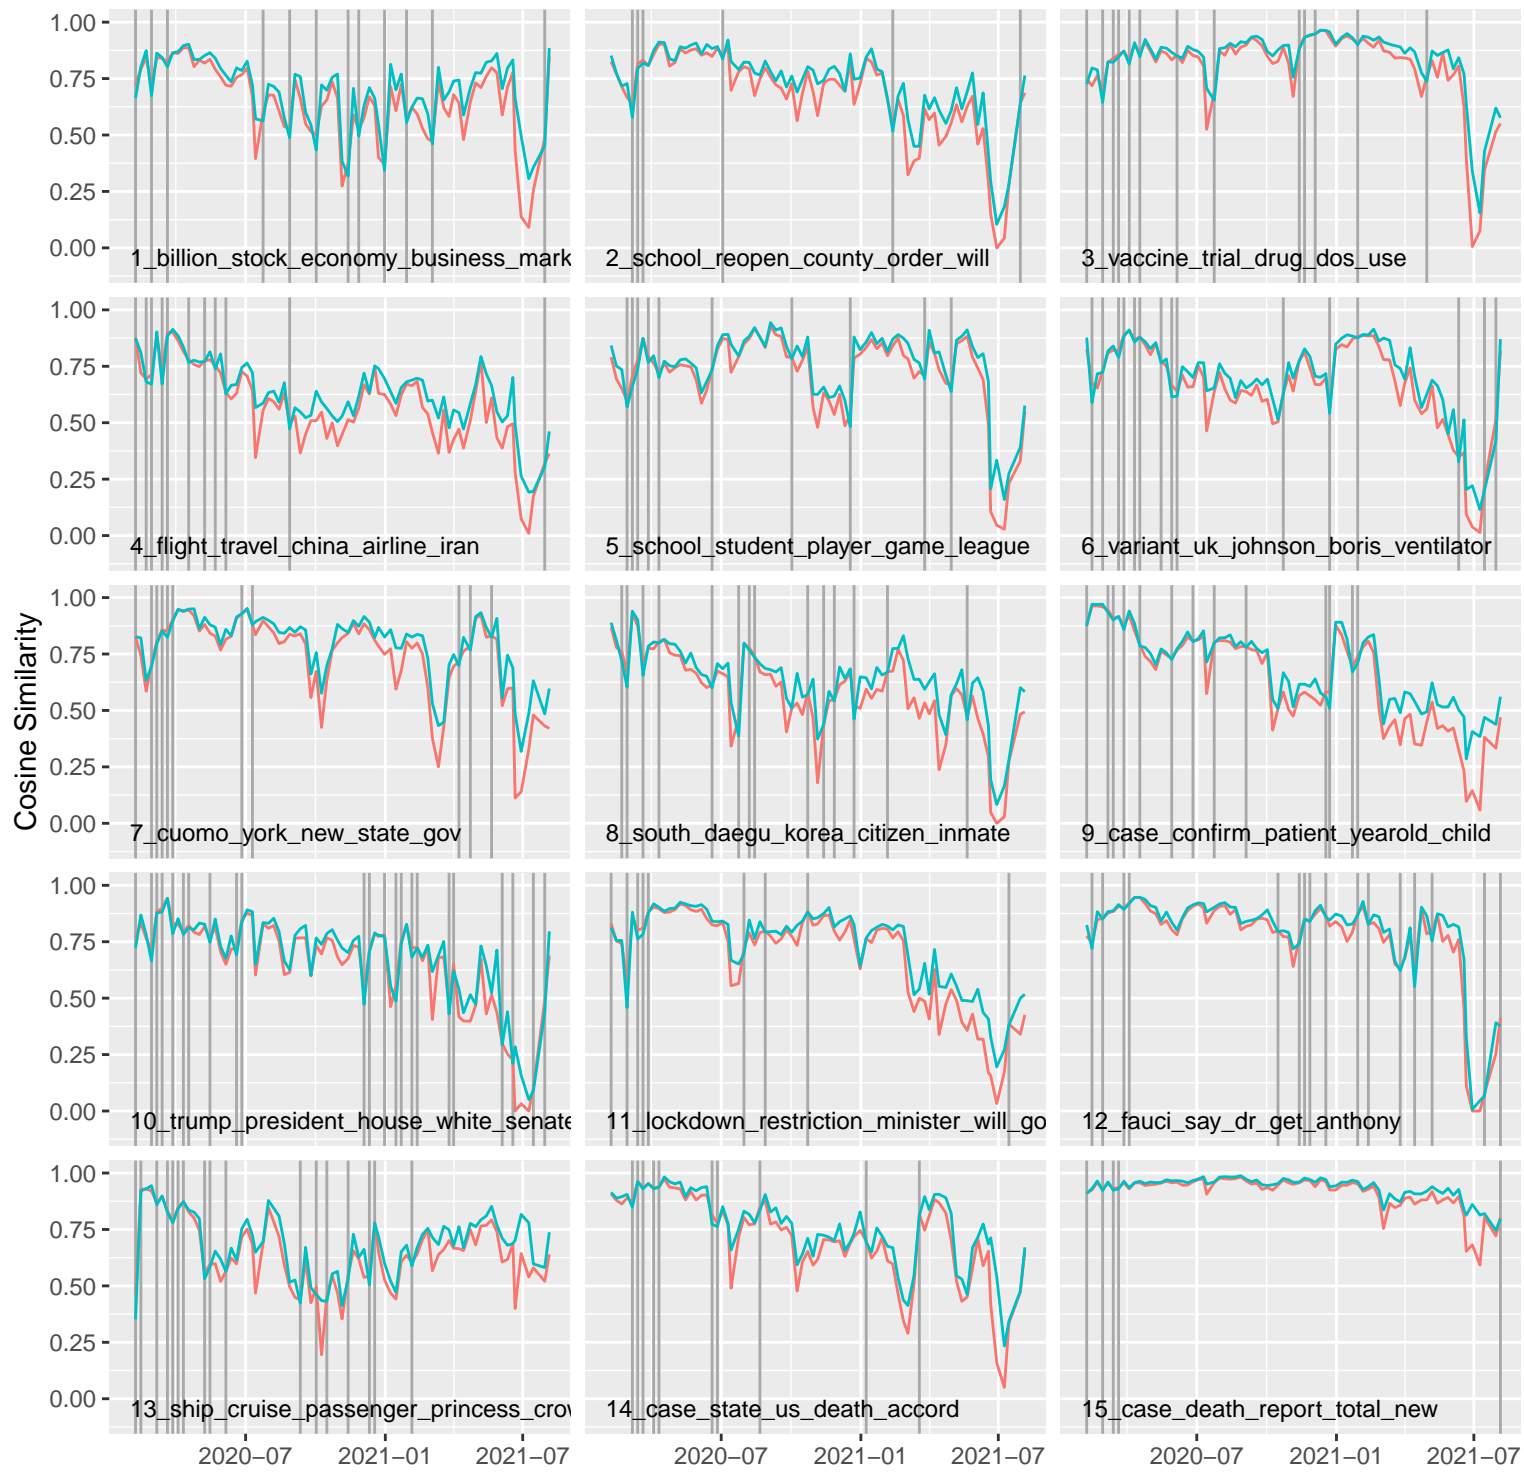 1.00
0.75
0.50
0.25
0.00
1_billion_stock_economy_business_mark
2_school_reopen_county_order_will
3_vaccine_trial_drug_dos_use
1.00
0.75
0.50
0.25
0.00
4_flight_travel_china_airline_iran
5_school_student_player_game_league
6_variant_uk_johnson_boris_ventilator
Cosine Similarity
1.00
0.75
0.50
0.25
0.00
7_cuomo_york_new_state_gov
8_south_daegu_korea_citizen_inmate
9_case_confirm_patient_yearold_child
1.00
0.75
0.50
0.25
0.00
10_trump_president_house_white_senate
11_lockdown_restriction_minister_will_go
12_fauci_say_dr_get_anthony
1.00
0.75
0.50
0.25
0.00
13_ship_cruise_passenger_princess_crow
14_case_state_us_death_accord
15_case_death_report_total_new
2020−07 2021−01 2021−07
2020−07 2021−01 2021−07
2020−07 2021−01 2021−07